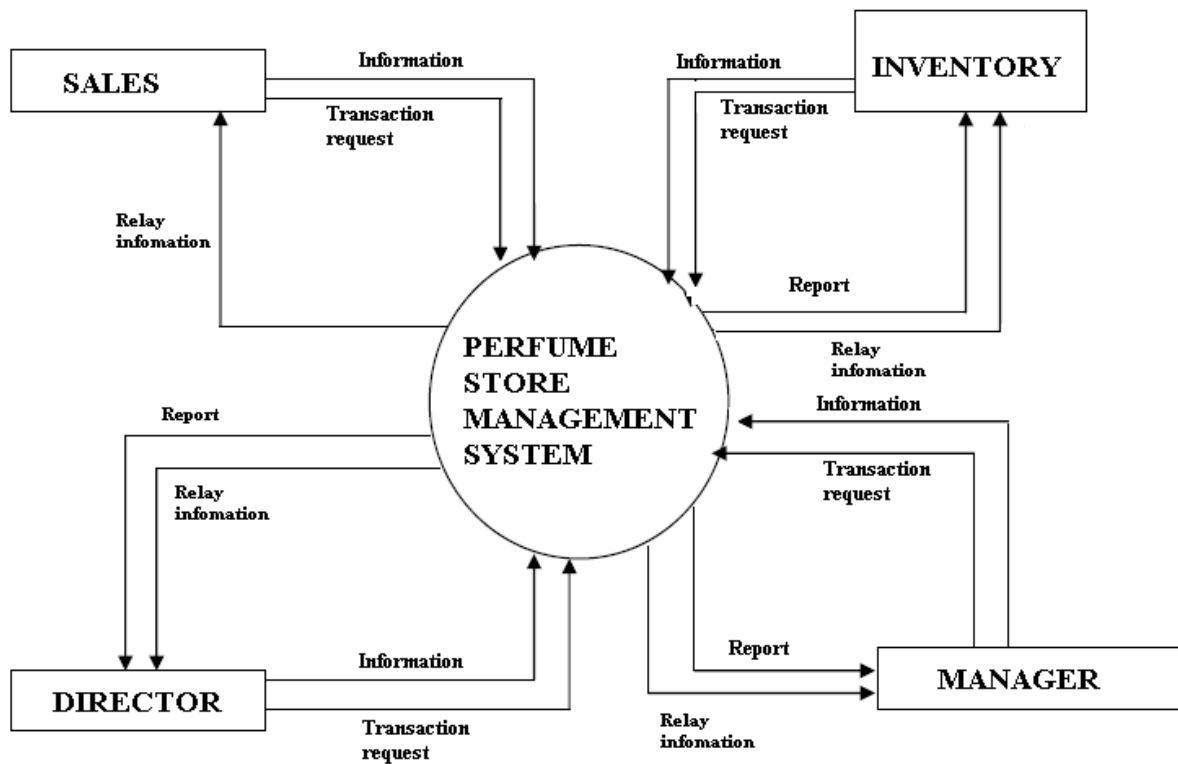 SALES
Information
Transaction
request
Relay
infomation
Information
INVENTORY
Transaction
request
Report
Relay
infomation
PERFUME
STORE
MANAGEMENT
SYSTEM
Information
Transaction
request
Report
Relay
infomation
DIRECTOR
Information
Transaction
request
Report
Relay
infomation
MANAGER